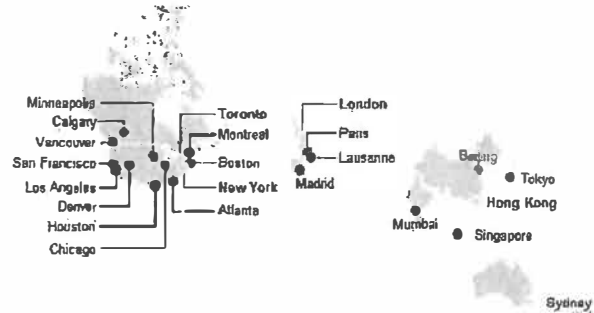 Minneapolis
Calgary
Vancouver
San Francisco
Los Angeles
Denver
Houston
Chicago
Toronto
Montreal
Boston
New York
Atlanta
London
Paris
Lausanne
Madrid
Beijing
Tokyo
Hong Kong
Mumbai
Singapore
Sydney